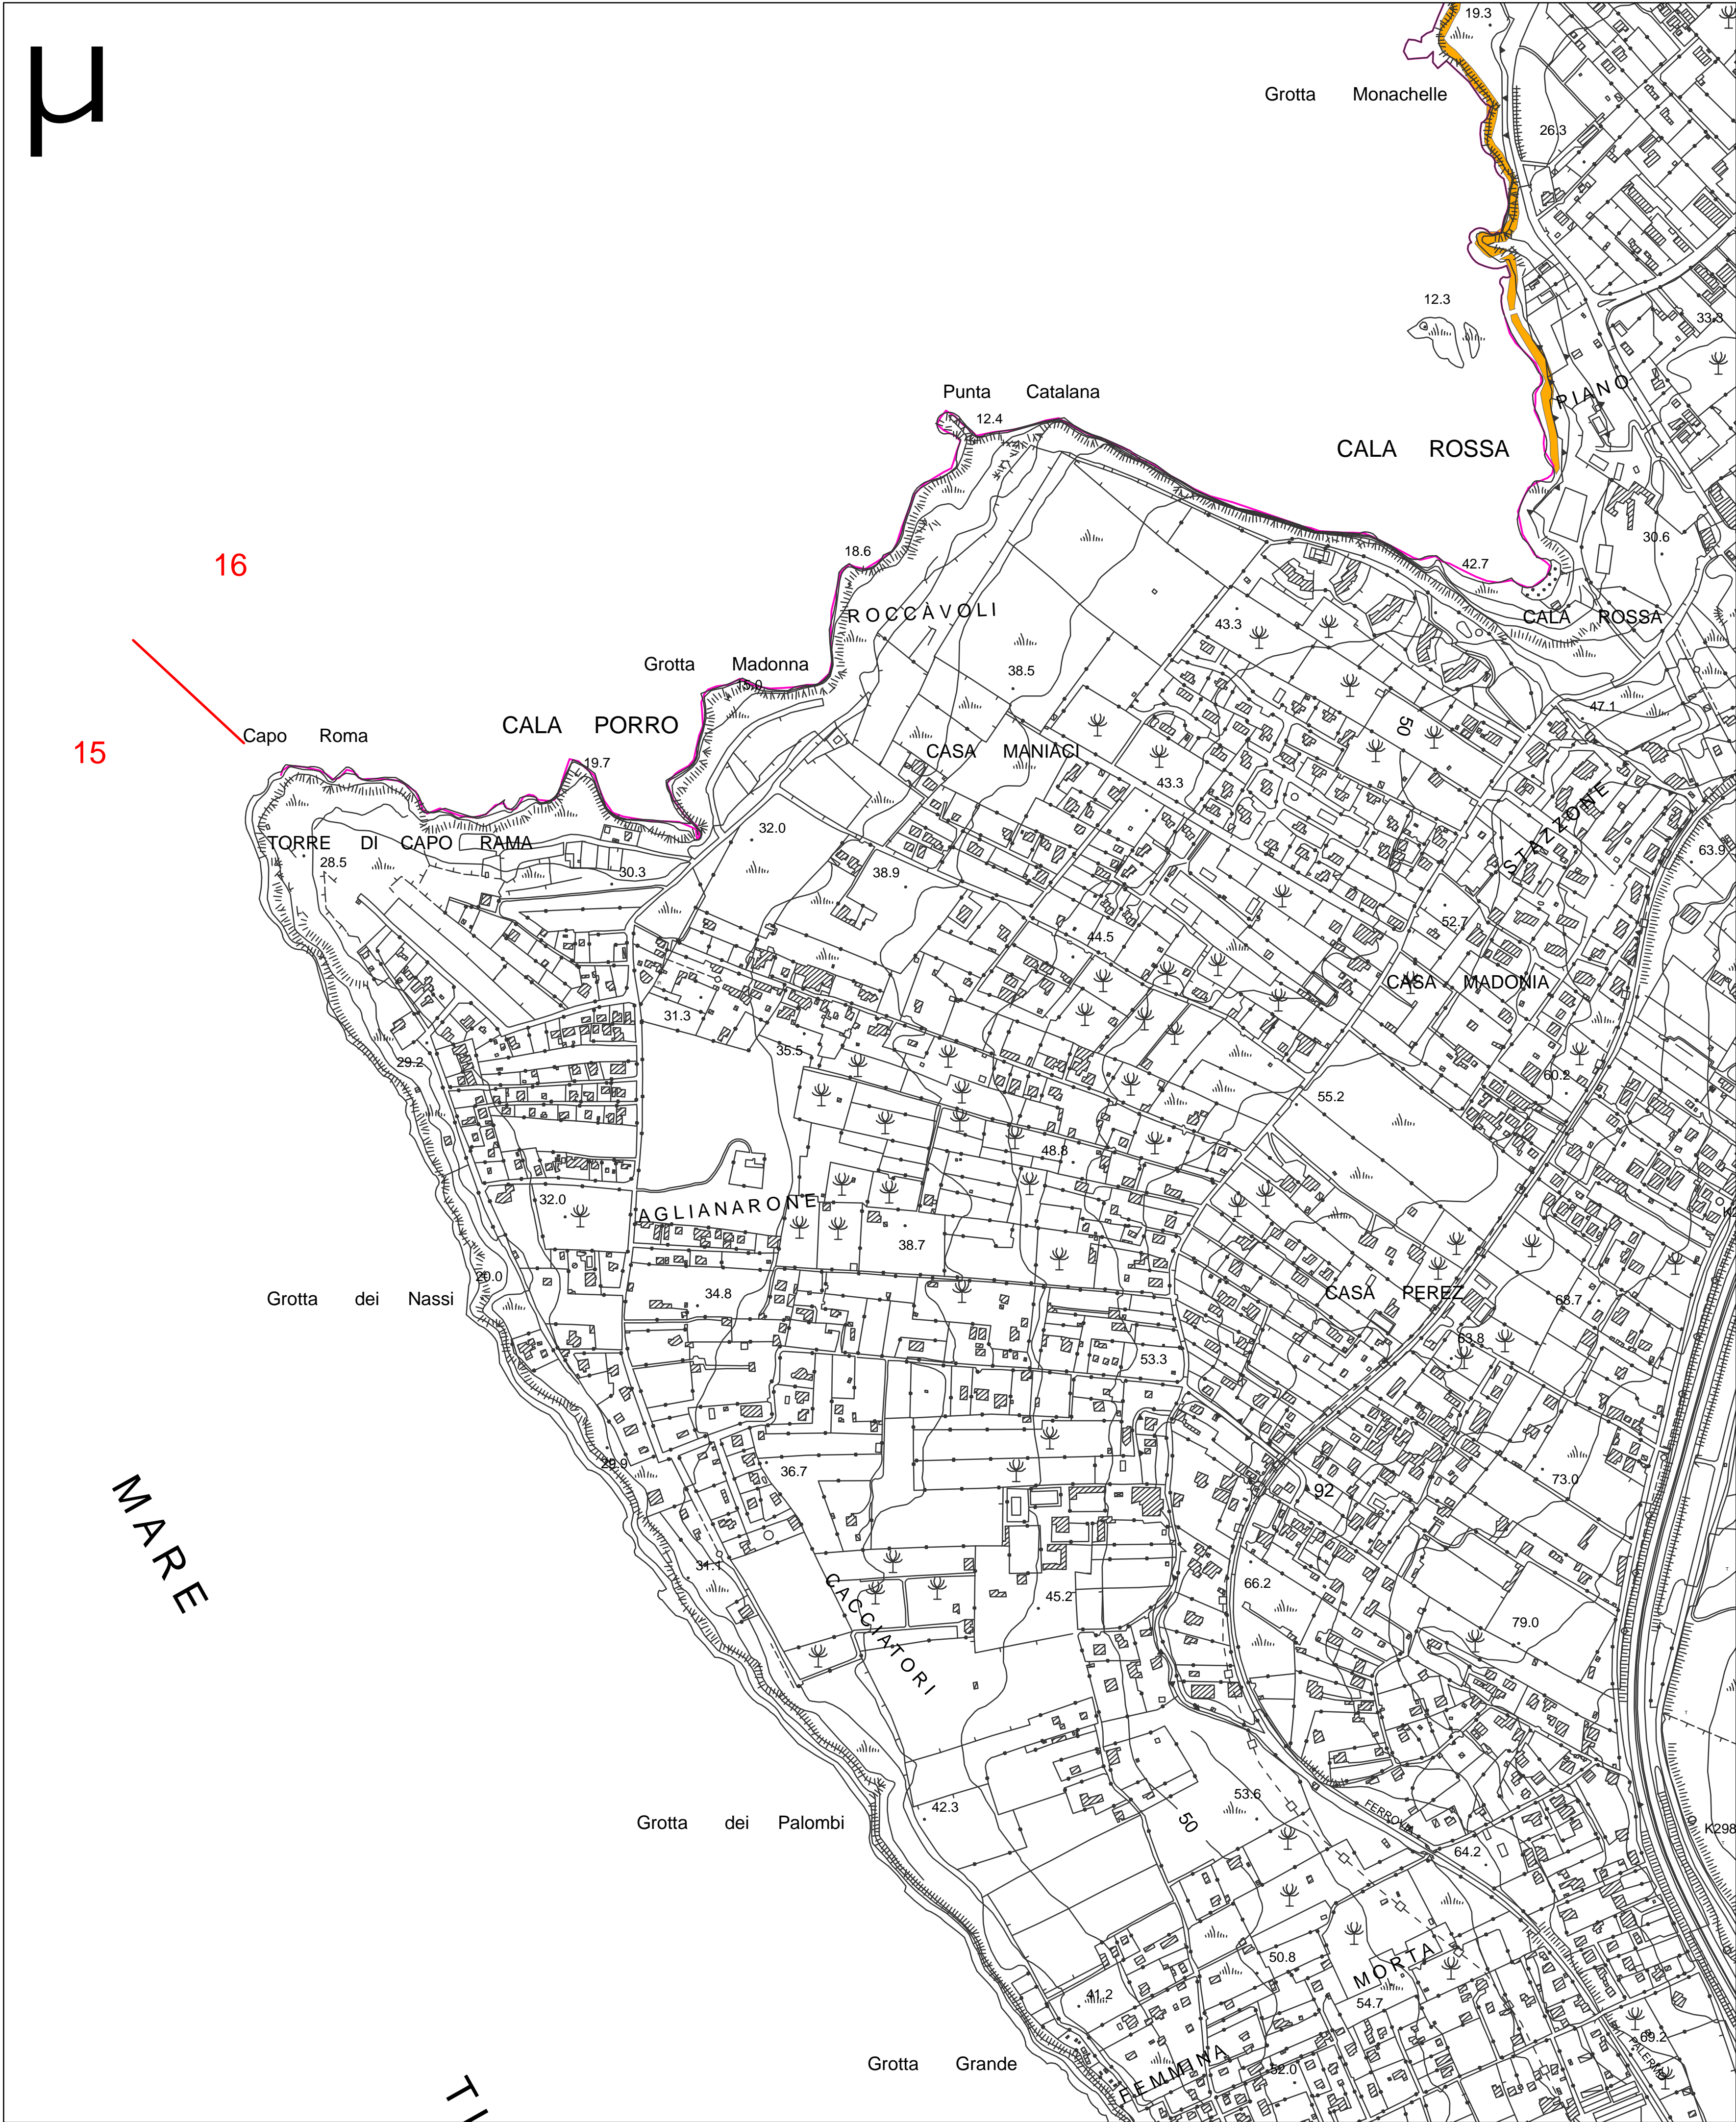 µ
19.3
Grotta Monachelle
26.3
12.3
33.3
PIANO
Punta Catalana
12.4
CALA ROSSA
30.6
16
18.6
42.7
ROCCÀVOLI
43.3
CALA ROSSA
Grotta Madonna
15.0
38.5
47.1
50
15
Capo Roma
CALA PORRO
CASA MANIACI
19.7
43.3
STAZZONE
32.0
TORRE DI CAPO RAMA
63.9
28.5
30.3
38.9
52.7
44.5
CASA MADONIA
31.3
35.5
29.2
60.2
55.2
48.8
32.0
AGLIANARONE
38.7
20.0
Grotta dei Nassi
34.8
CASA PEREZ
68.7
63.8
53.3
29.9
36.7
73.0
92
MARE
31.1
CACCIATORI
66.2
45.2
79.0
53.6
42.3
50
Grotta dei Palombi
FERROVIA
K298
64.2
50.8
MORTA
41.2
54.7
69.2
Grotta Grande
FEMMINA
52.0
PALERMO
TI